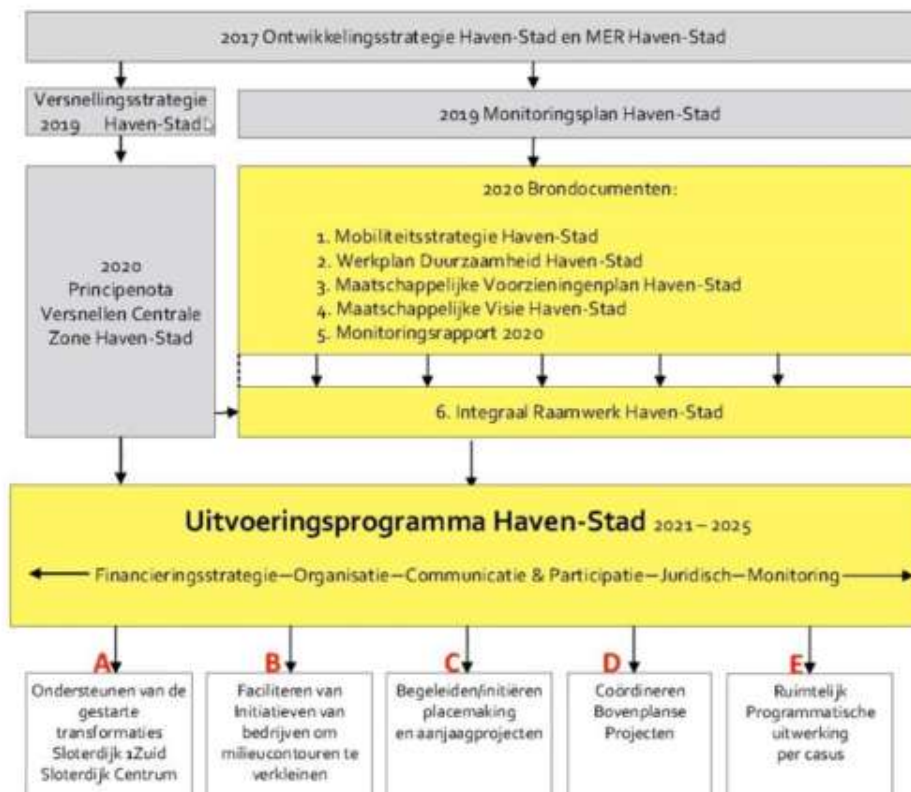 2017 Ontwikkelingsstrategie Haven-Stad en MER Haven-Stad
Versnellingsstrategie
2019 Haven-Stad
2019 Monitoringsplan Haven-Stad
2020
Principenota
Versnellen Centrale
Zone Haven-Stad
2020 Brondocumenten:
1. Mobiliteitsstrategie Haven-Stad
2. Werkplan Duurzaamheid Haven-Stad
3. Maatschappelijke Voorzieningenplan Haven-Stad
4. Maatschappelijke Visie Haven-Stad
5. Monitoringsrapport 2020
6. Integraal Raamwerk Haven-Stad
Uitvoeringsprogramma Haven-Stad 2021–2025
Financieringsstrategie—Organisatie—Communicatie & Participatie—Juridisch—Monitoring
A
Ondersteunen van de
gestarte
transformaties
Sloterdijk 1Zuid
Sloterdijk Centrum
B
Faciliteren van
Initiatieven van
bedrijven om
milieucontouren te
verkleinen
C
Begeleiden/initiëren
placemaking
en aanjaagprojecten
D
Coördineren
Bovenplanse
Projecten
E
Ruimtelijk
Programmatische
uitwerking
per casus